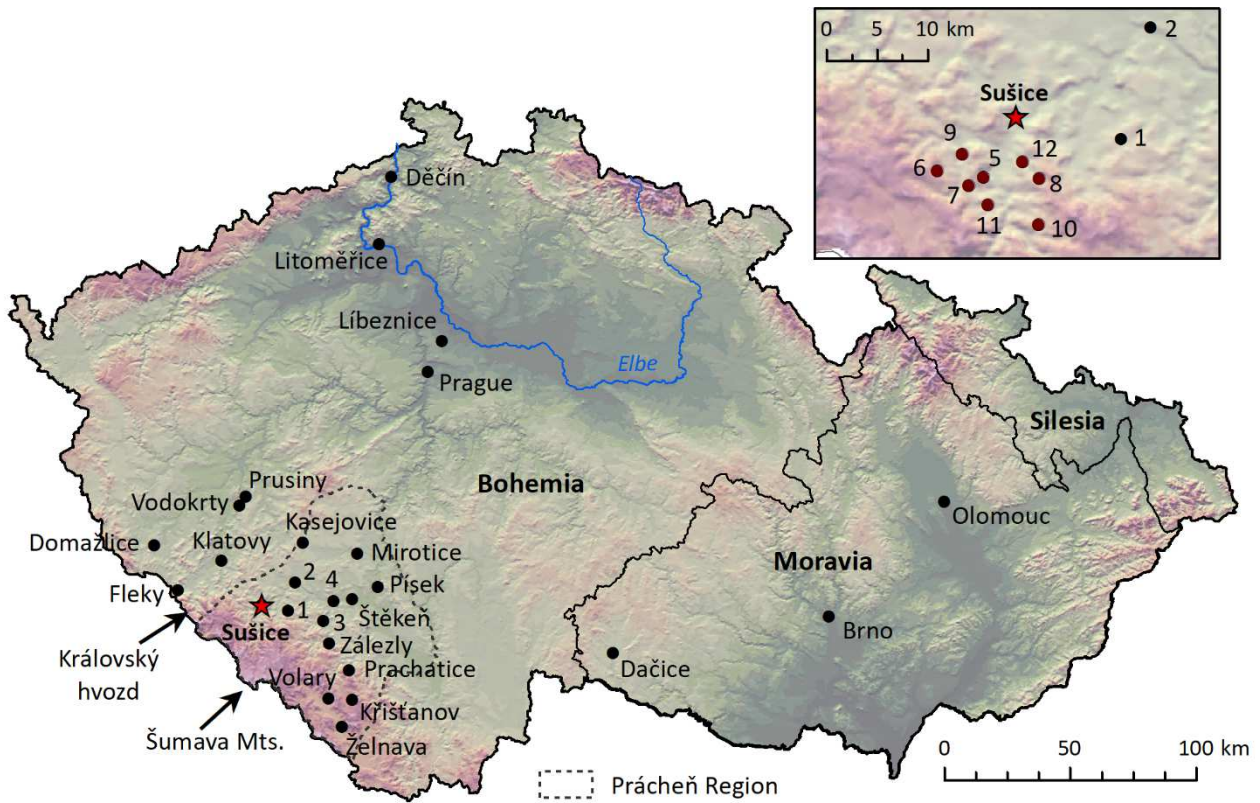 0 5 10 km
2
Sušice
1
9
12
5
6
8
7
11
10
Děčín
Litoměřice
Líbeznice
Elbe
Prague
Silesia
Bohemia
Prusiny
Vodokrty
Kasejovice
Olomouc
Domažlice
Klatovy
Mirotice
Moravia
2
4
Písek
Fleky
1
Štěkeň
3
Sušice
Brno
Zálezly
Královský
hvozd
Dačice
Prachatice
Volary
Křišťanov
Šumava Mts.
Želnava
0 50 100 km
Prácheň Region